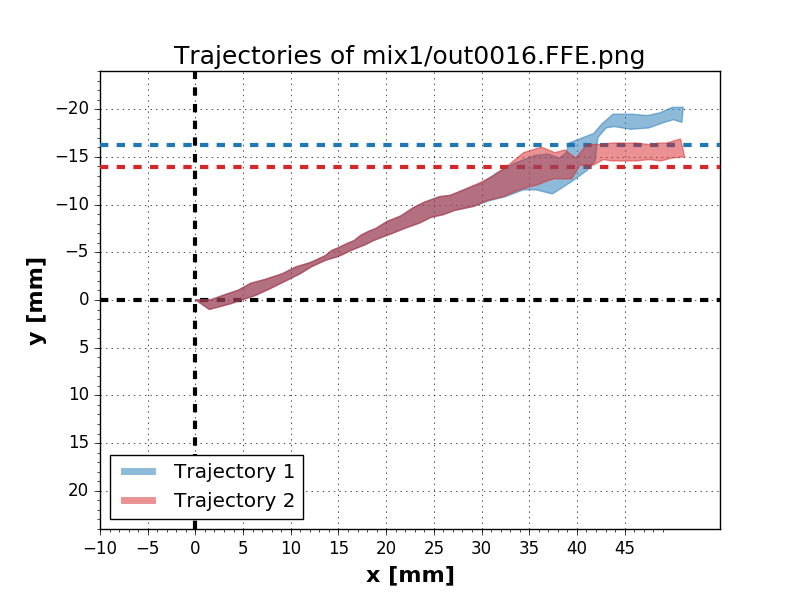 Trajectories of mix1/out0016.FFE.png
y [mm]
−20
−15
−10
−5
0
5
10
15
20
Trajectory 1
Trajectory 2
−10 −5 0 5 10 15 20 25 30 35 40 45
x [mm]